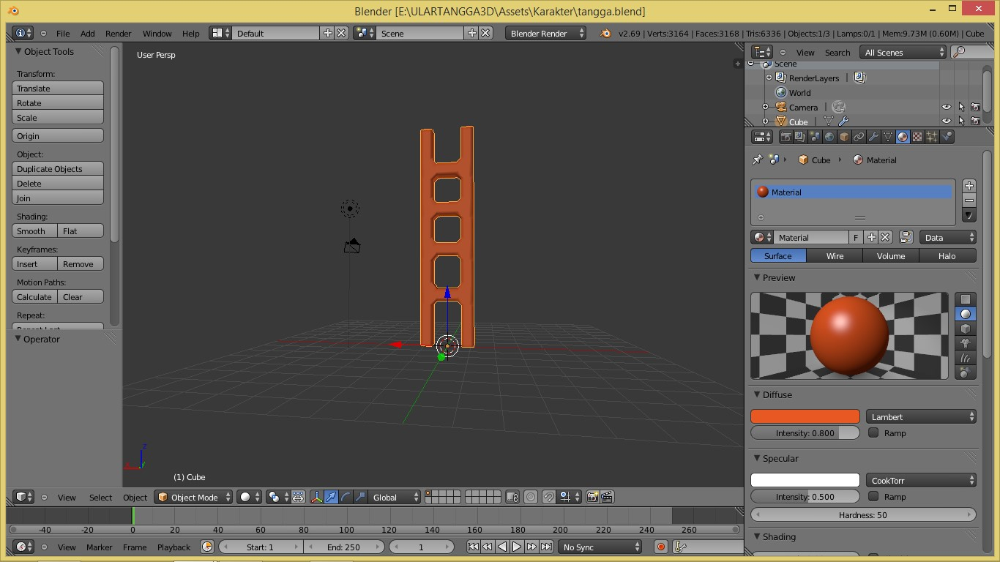 Blender [E:\ULARTANGGA3D\Assets\Karakter\tangga.blend]
File Add Render Window Help Default Scene Blender Render v2.69 | Verts:3164 | Faces:3168 | Tris:6336 | Objects:1/3 | Lamps:0/1 | Mem:9.73M (0.60M) | Cube
Object Tools
Transform:
Translate
Rotate
Scale
Origin
Object:
Duplicate Objects
Delete
Join
Shading:
Smooth Flat
Keyframes:
Insert Remove
Motion Paths:
Calculate Clear
Repeat:
Operator
User Persp
z
y
x
(1) Cube
View Select Object Object Mode Global
-40 -20 0 20 40 60 80 100 120 140 160 180 200 220 240 260
View Marker Frame Playback Start: 1 End: 250 1 No Sync
View Search All Scenes
Scene
RenderLayers
World
Camera
Cube
Cube Material
Material
Material F Data
Surface Wire Volume Halo
Preview
Diffuse
Lambert
Intensity: 0.800 Ramp
Specular
CookTorr
Intensity: 0.500 Ramp
Hardness: 50
Shading